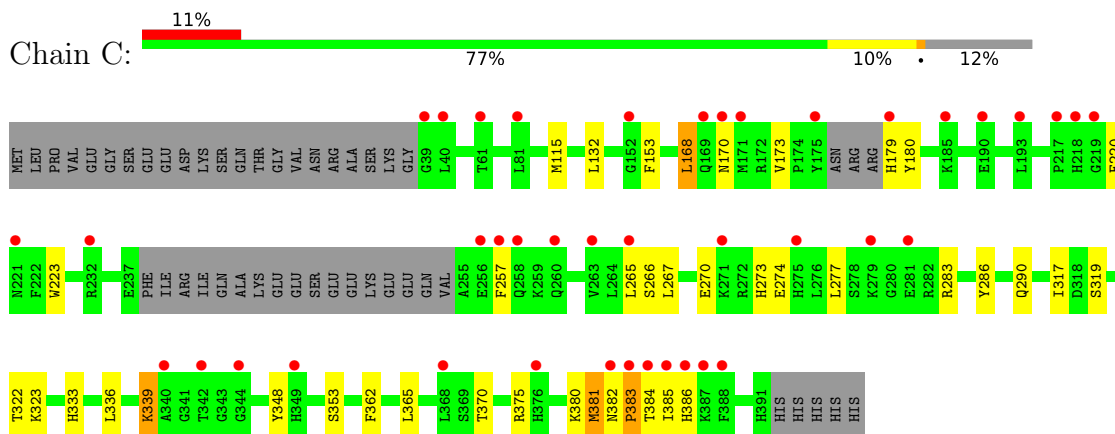 11%
Chain C:
77% 10% • 12%
MET LEU PRO VAL GLU GLY SER GLU GLU ASP LYS SER GLN THR GLY VAL ASN ARG ALA SER LYS GLY G39 L40 T61 L81 M115 L132 G152 F153 L168 Q169 N170 M171 R172 V173 P174 Y175 ASN ARG ARG H179 Y180 K185 E190 L193 P217 H218 G219
N221 F222 W223 R232 E237 PHE ILE ARG ILE GLN ALA LYS GLU GLU SER GLU GLU LYS GLU GLU GLN VAL A255 E256 F257 Q258 K259 Q260 V263 L264 L265 S266 L267 E270 K271 R272 H273 E274 H275 L276 L277 S278 K279 G280 E281 R282 R283 Y286 Q290 I317 D318 S319
T322 K323 H333 L336 K339 A340 G341 T342 G343 G344 Y348 H349 S353 F362 L365 L368 S369 T370 R375 H376 K380 M381 N382 P383 T384 I385 H386 K387 F388 H391 HIS HIS HIS HIS HIS